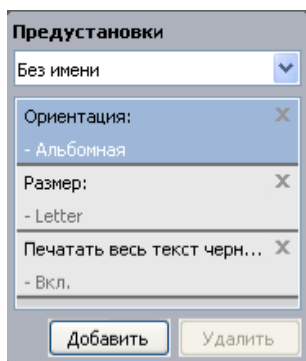 Предустановки
Без имени
Ориентация:
- Альбомная
Размер:
- Letter
Печатать весь текст черн...
- Вкл.
Добавить
Удалить